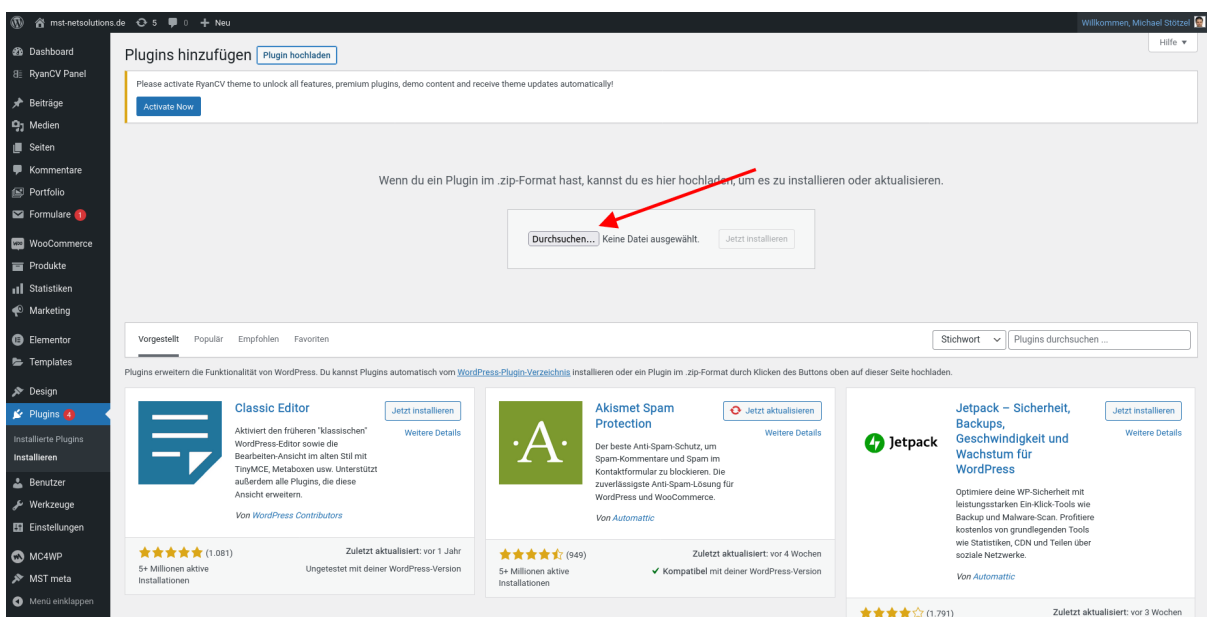 mst-netsolutions.de 5 0 + Neu
Willkommen, Michael Stötzel
Dashboard
RyanCV Panel
Beiträge
Medien
Seiten
Kommentare
Portfolio
Formulare 1
WooCommerce
Produkte
Statistiken
Marketing
Elementor
Templates
Design
Plugins 4
Installierte Plugins
Installieren
Benutzer
Werkzeuge
Einstellungen
MC4WP
MST meta
Menü einklappen
Hilfe
Plugins hinzufügen Plugin hochladen
Please activate RyanCV theme to unlock all features, premium plugins, demo content and receive theme updates automatically!
Activate Now
Wenn du ein Plugin im .zip-Format hast, kannst du es hier hochladen, um es zu installieren oder aktualisieren.
Durchsuchen... Keine Datei ausgewählt. Jetzt installieren
Vorgestellt Populär Empfohlen Favoriten
Stichwort Plugins durchsuchen ...
Plugins erweitern die Funktionalität von WordPress. Du kannst Plugins automatisch vom WordPress-Plugin-Verzeichnis installieren oder ein Plugin im .zip-Format durch Klicken des Buttons oben auf dieser Seite hochladen.
Classic Editor
Jetzt installieren
Weitere Details
Aktiviert den früheren "klassischen"
WordPress-Editor sowie die
Bearbeiten-Ansicht im alten Stil mit
TinyMCE, Metaboxen usw. Unterstützt
außerdem alle Plugins, die diese
Ansicht erweitern.
Von WordPress Contributors
(1.081)
5+ Millionen aktive
Installationen
Zuletzt aktualisiert: vor 1 Jahr
Ungetestet mit deiner WordPress-Version
·A·
Akismet Spam
Protection
Jetzt aktualisieren
Weitere Details
Der beste Anti-Spam-Schutz, um
Spam-Kommentare und Spam im
Kontaktformular zu blockieren. Die
zuverlässigste Anti-Spam-Lösung für
WordPress und WooCommerce.
Von Automattic
(949)
5+ Millionen aktive
Installationen
Zuletzt aktualisiert: vor 4 Wochen
Kompatibel mit deiner WordPress-Version
Jetpack
Jetpack – Sicherheit,
Backups,
Geschwindigkeit und
Wachstum für
WordPress
Jetzt installieren
Weitere Details
Optimiere deine WP-Sicherheit mit
leistungsstarken Ein-Klick-Tools wie
Backup und Malware-Scan. Profitiere
kostenlos von grundlegenden Tools
wie Statistiken, CDN und Teilen über
soziale Netzwerke.
Von Automattic
(1.791)
Zuletzt aktualisiert: vor 3 Wochen